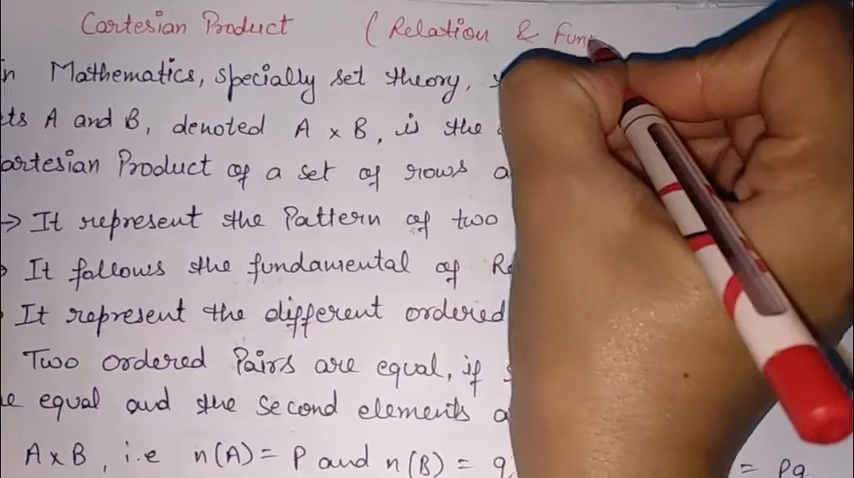 Cartesian Product ( Relation & Fun
In Mathematics, specially set theory,
ts A and B, denoted A × B, is the
artesian Product of a set of rows a
→ It represent the Pattern of two
It follows the fundamental of Re
It represent the different ordered
Two ordered Pairs are equal, if
e equal and the second elements a
A×B, i.e n(A) = P and n(B) = q = pq